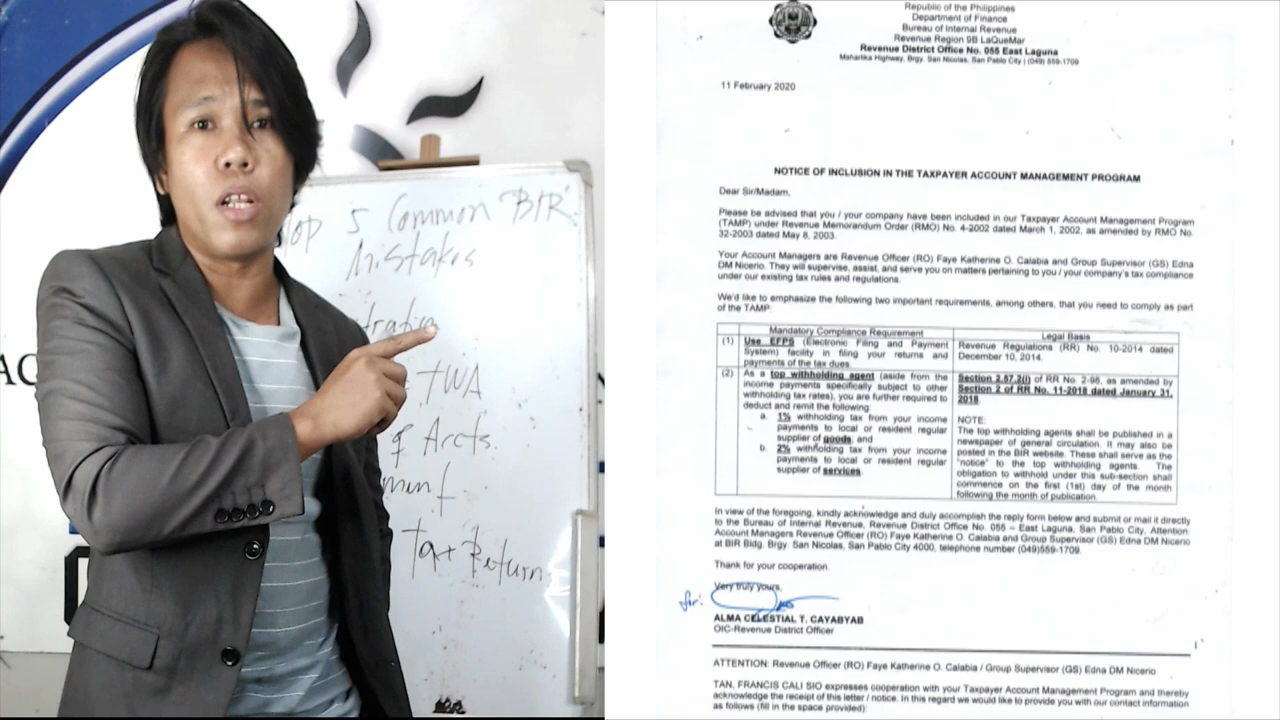 Top 5 Common BIR
Mistakes
TWA
of Accts.
Tax Return
AC
Republic of the Philippines
Department of Finance
Bureau of Internal Revenue
Revenue Region 9B LaQueMar
Revenue District Office No. 055 East Laguna
Maharlika Highway, Brgy. San Nicolas, San Pablo City | (049) 559-1709
11 February 2020
NOTICE OF INCLUSION IN THE TAXPAYER ACCOUNT MANAGEMENT PROGRAM
Dear Sir/Madam,
Please be advised that you / your company have been included in our Taxpayer Account Management Program
(TAMP) under Revenue Memorandum Order (RMO) No. 4-2002 dated March 1, 2002, as amended by RMO No.
32-2003 dated May 8, 2003.
Your Account Managers are Revenue Officer (RO) Faye Katherine O. Calabia and Group Supervisor (GS) Edna
DM Nicerio. They will supervise, assist, and serve you on matters pertaining to you / your company's tax compliance
under our existing tax rules and regulations.
We'd like to emphasize the following two important requirements, among others, that you need to comply as part
of the TAMP:
Mandatory Compliance Requirement
Legal Basis
(1) Use EFPS (Electronic Filing and Payment
System) facility in filing your returns and
payments of the tax dues.
Revenue Regulations (RR) No. 10-2014 dated
December 10, 2014.
(2) As a top withholding agent (aside from the
income payments specifically subject to other
withholding tax rates), you are further required to
deduct and remit the following:
a. 1% withholding tax from your income
payments to local or resident regular
supplier of goods, and
b. 2% withholding tax from your income
payments to local or resident regular
supplier of services.
Section 2.57.2(I) of RR No. 2-98, as amended by
Section 2 of RR No. 11-2018 dated January 31,
2018.
NOTE:
The top withholding agents shall be published in a
newspaper of general circulation. It may also be
posted in the BIR website. These shall serve as the
"notice" to the top withholding agents. The
obligation to withhold under this sub-section shall
commence on the first (1st) day of the month
following the month of publication.
In view of the foregoing, kindly acknowledge and duly accomplish the reply form below and submit or mail it directly
to the Bureau of Internal Revenue, Revenue District Office No. 055 – East Laguna, San Pablo City, Attention:
Account Managers Revenue Officer (RO) Faye Katherine O. Calabia and Group Supervisor (GS) Edna DM Nicerio
at BIR Bldg. Brgy. San Nicolas, San Pablo City 4000, telephone number (049)559-1709.
Thank for your cooperation.
Very truly yours,
for:
ALMA CELESTIAL T. CAYABYAB
OIC-Revenue District Officer
ATTENTION: Revenue Officer (RO) Faye Katherine O. Calabia / Group Supervisor (GS) Edna DM Nicerio
TAN, FRANCIS CALI SIO expresses cooperation with your Taxpayer Account Management Program and thereby
acknowledge the receipt of this letter / notice. In this regard we would like to provide you with our contact information
as follows (fill in the space provided):